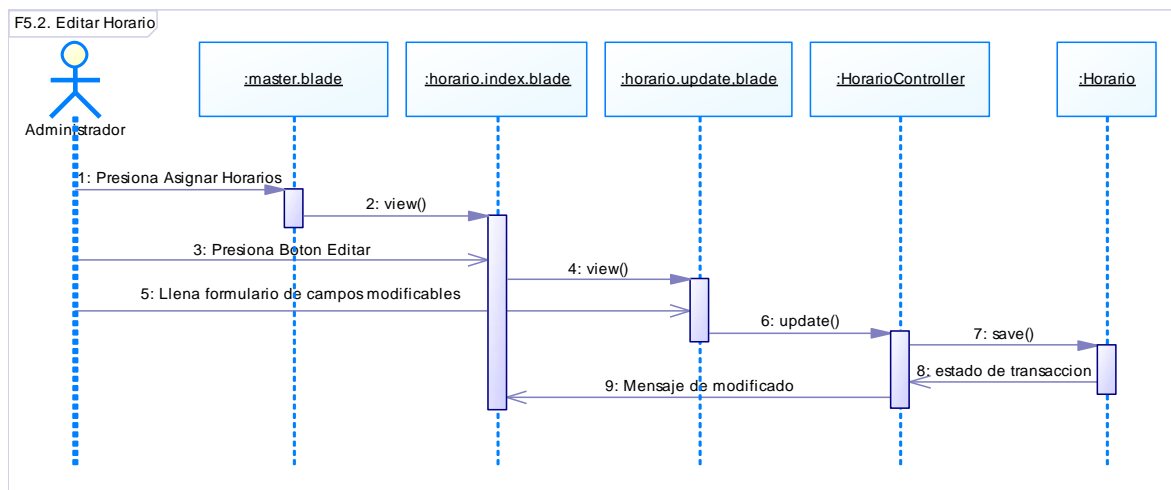 F5.2. Editar Horario
:master.blade
:horario.index.blade
:horario.update,blade
:HorarioController
:Horario
Administrador
1: Presiona Asignar Horarios
2: view()
3: Presiona Boton Editar
4: view()
5: Llena formulario de campos modificables
6: update()
7: save()
8: estado de transaccion
9: Mensaje de modificado